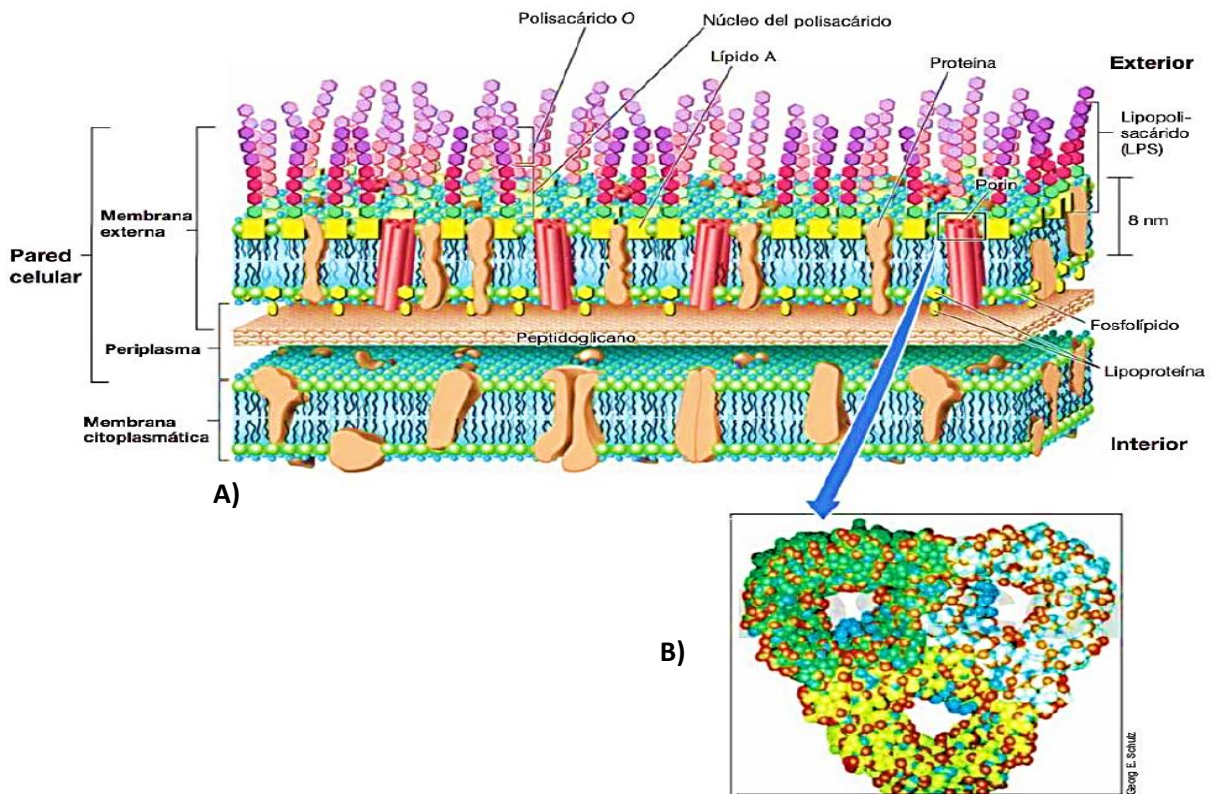 Polisacárido O
Núcleo del polisacárido
Lípido A
Proteína
Exterior
Lipopoli-
sacárido
(LPS)
Porin
8 nm
Membrana
externa
Pared
celular
Periplasma
Peptidoglicano
Fosfolípido
Lipoproteína
Membrana
citoplasmática
Interior
A)
B)
Georg E. Schulz